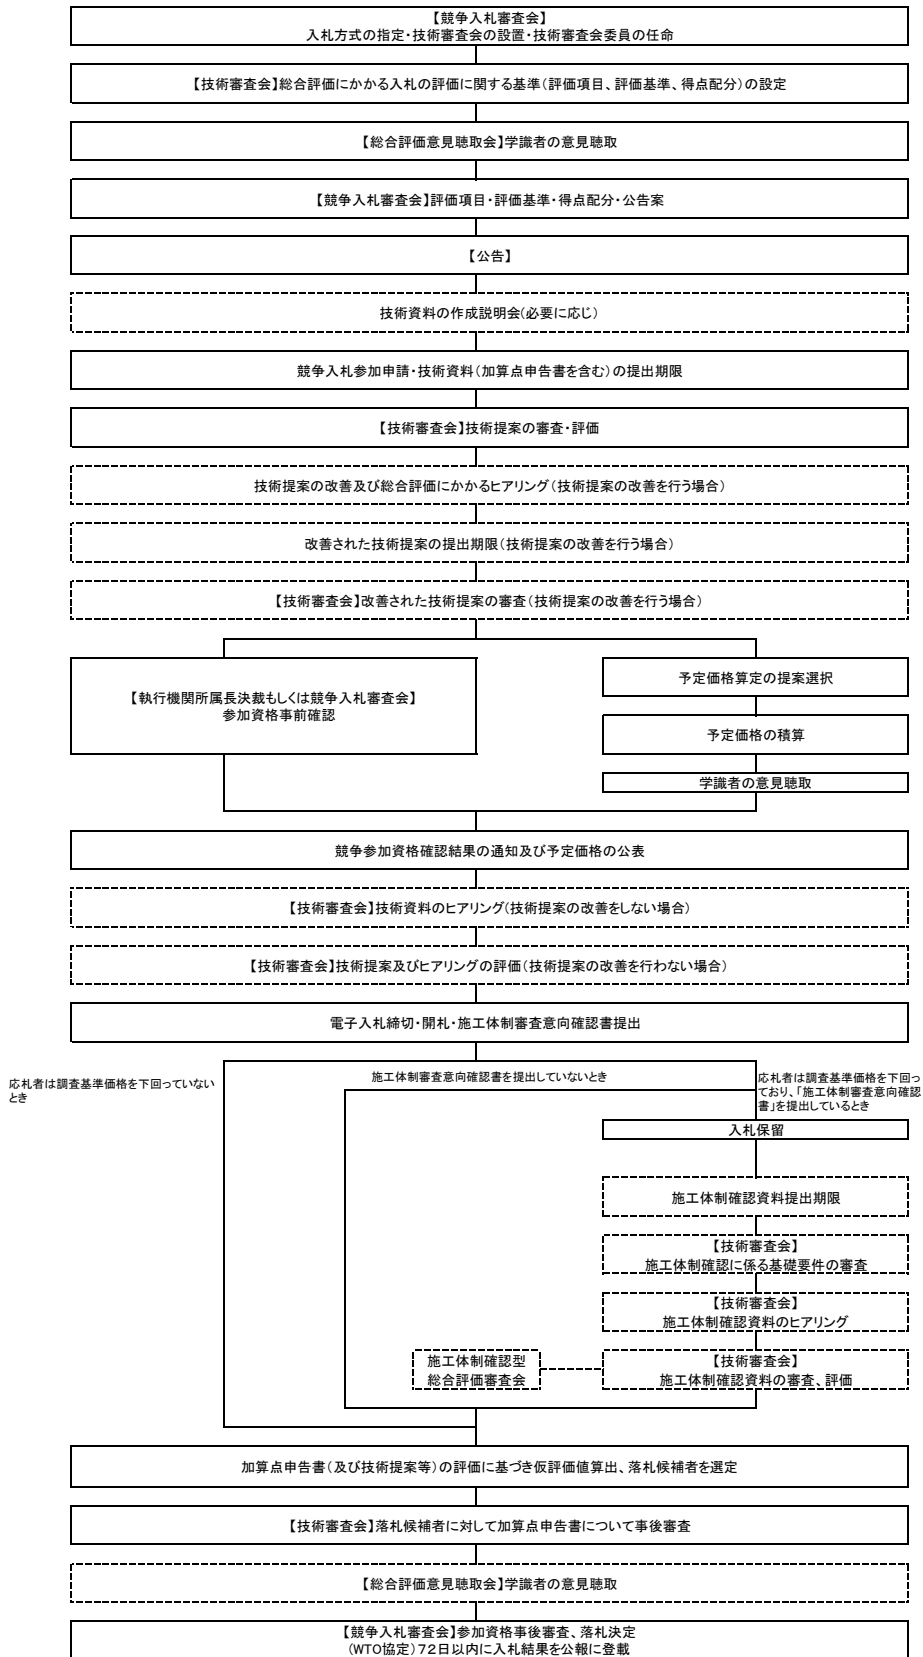 【競争入札審査会】
入札方式の指定・技術審査会の設置・技術審査会委員の任命
【技術審査会】総合評価にかかる入札の評価に関する基準(評価項目、評価基準、得点配分)の設定
【総合評価意見聴取会】学識者の意見聴取
【競争入札審査会】評価項目・評価基準・得点配分・公告案
【公告】
技術資料の作成説明会(必要に応じ)
競争入札参加申請・技術資料(加算点申告書を含む)の提出期限
【技術審査会】技術提案の審査・評価
技術提案の改善及び総合評価にかかるヒアリング(技術提案の改善を行う場合)
改善された技術提案の提出期限(技術提案の改善を行う場合)
【技術審査会】改善された技術提案の審査(技術提案の改善を行う場合)
【執行機関所属長決裁もしくは競争入札審査会】
参加資格事前確認
予定価格算定の提案選択
予定価格の積算
学識者の意見聴取
競争参加資格確認結果の通知及び予定価格の公表
【技術審査会】技術資料のヒアリング(技術提案の改善をしない場合)
【技術審査会】技術提案及びヒアリングの評価(技術提案の改善を行わない場合)
電子入札締切・開札・施工体制審査意向確認書提出
応札者は調査基準価格を下回っていない
とき
施工体制審査意向確認書を提出していないとき
応札者は調査基準価格を下回っ
ており、「施工体制審査意向確認
書」を提出しているとき
入札保留
施工体制確認資料提出期限
【技術審査会】
施工体制確認に係る基礎要件の審査
【技術審査会】
施工体制確認資料のヒアリング
施工体制確認型
総合評価審査会
【技術審査会】
施工体制確認資料の審査、評価
加算点申告書(及び技術提案等)の評価に基づき仮評価値算出、落札候補者を選定
【技術審査会】落札候補者に対して加算点申告書について事後審査
【総合評価意見聴取会】学識者の意見聴取
【競争入札審査会】参加資格事後審査、落札決定
(WTO協定)72日以内に入札結果を公報に登載